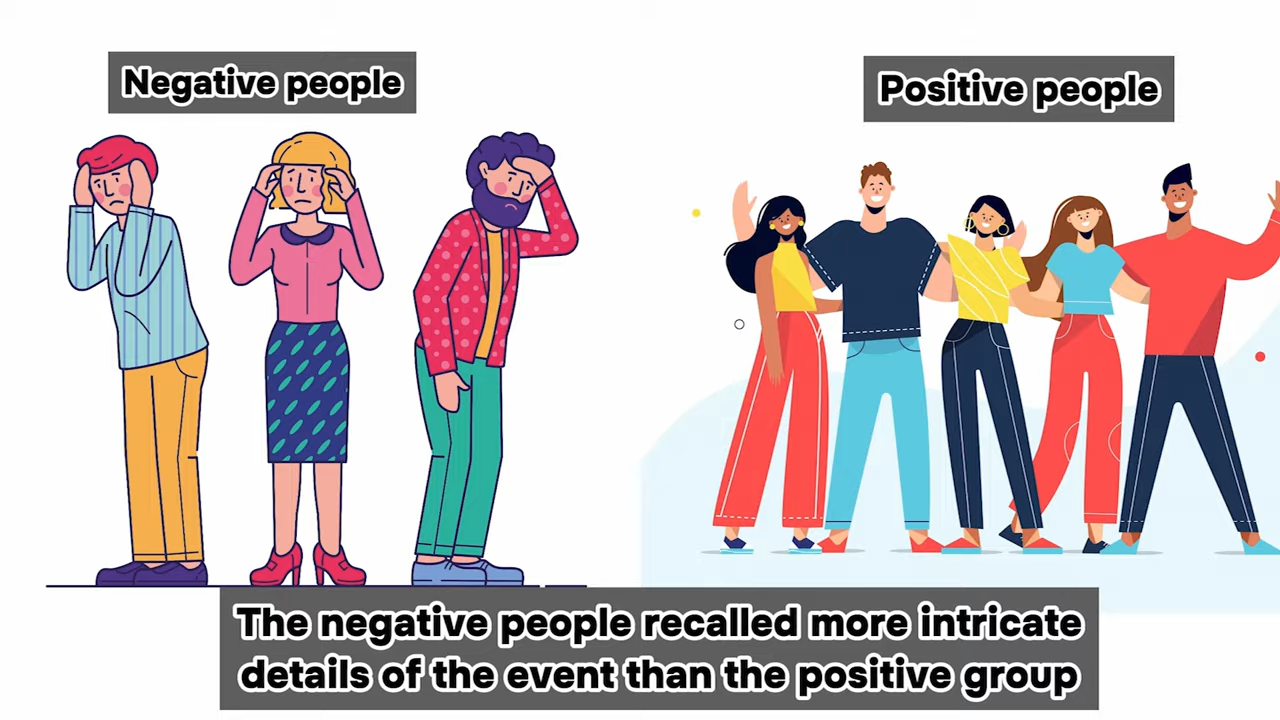 Negative people
Positive people
The negative people recalled more intricate
details of the event than the positive group